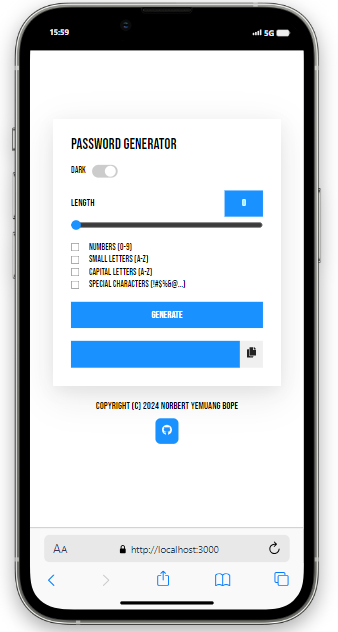 15:59
5G
PASSWORD GENERATOR
DARK
LENGTH
0
NUMBERS (0-9)
SMALL LETTERS (A-Z)
CAPITAL LETTERS (A-Z)
SPECIAL CHARACTERS (!#$%&@...)
GENERATE
COPYRIGHT (C) 2024 NORBERT YEMUANG BOPE
AA
http://localhost:3000